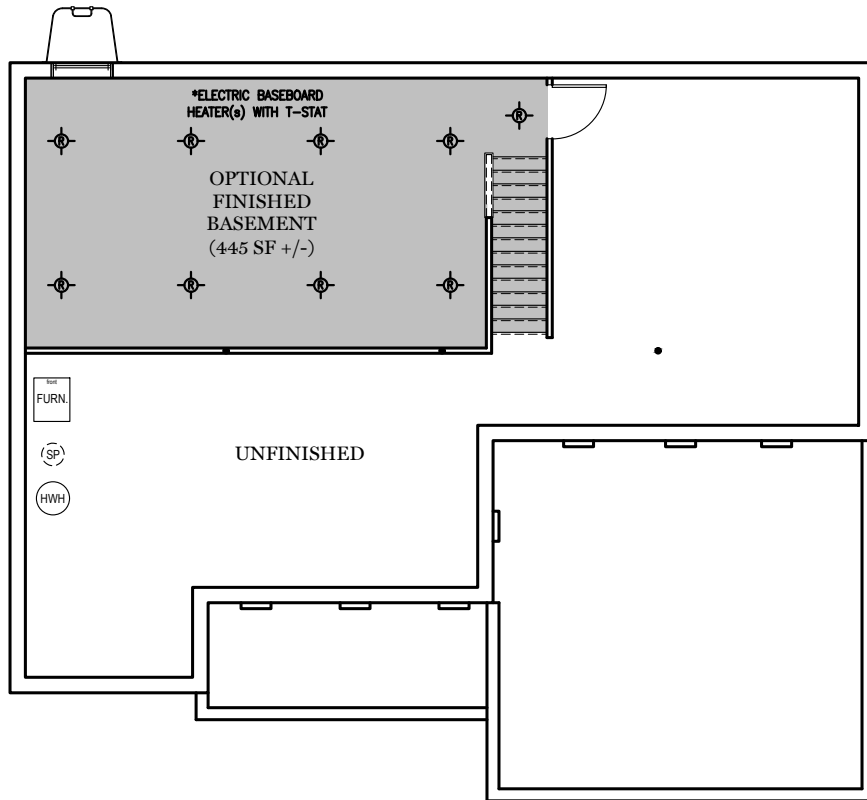 *ELECTRIC BASEBOARD
HEATER(s) WITH T-STAT
R
R R R R
OPTIONAL
FINISHED
BASEMENT
(445 SF +/-)
R R R R
front
FURN.
SP
UNFINISHED
HWH